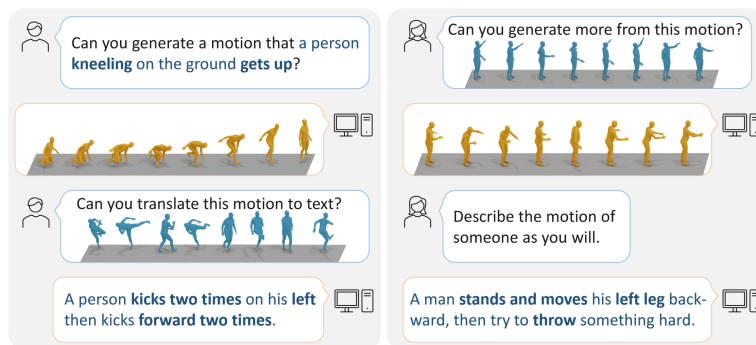 Can you generate a motion that a person
kneeling on the ground gets up?
Can you translate this motion to text?
A person kicks two times on his left
then kicks forward two times.
Can you generate more from this motion?
Describe the motion of
someone as you will.
A man stands and moves his left leg back-
ward, then try to throw something hard.